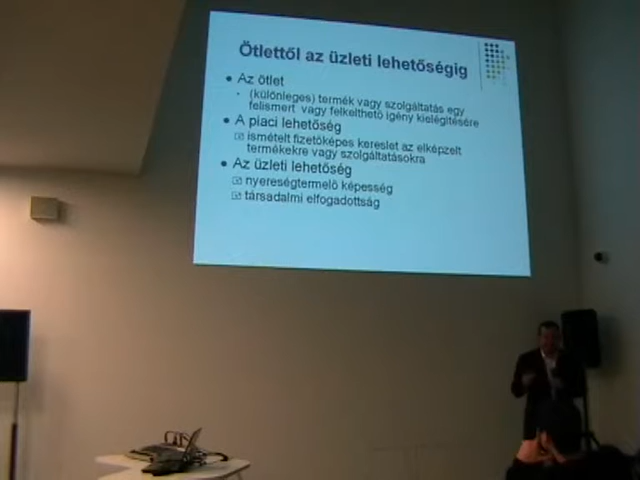 Ötlettől az üzleti lehetőségig
Az ötlet
(különleges) termék vagy szolgáltatás egy
felismert vagy felkelthető igény kielégítésére
A piaci lehetőség
ismételt fizetőképes kereslet az elképzelt
termékekre vagy szolgáltatásokra
Az üzleti lehetőség
nyereségtermelő képesség
társadalmi elfogadottság